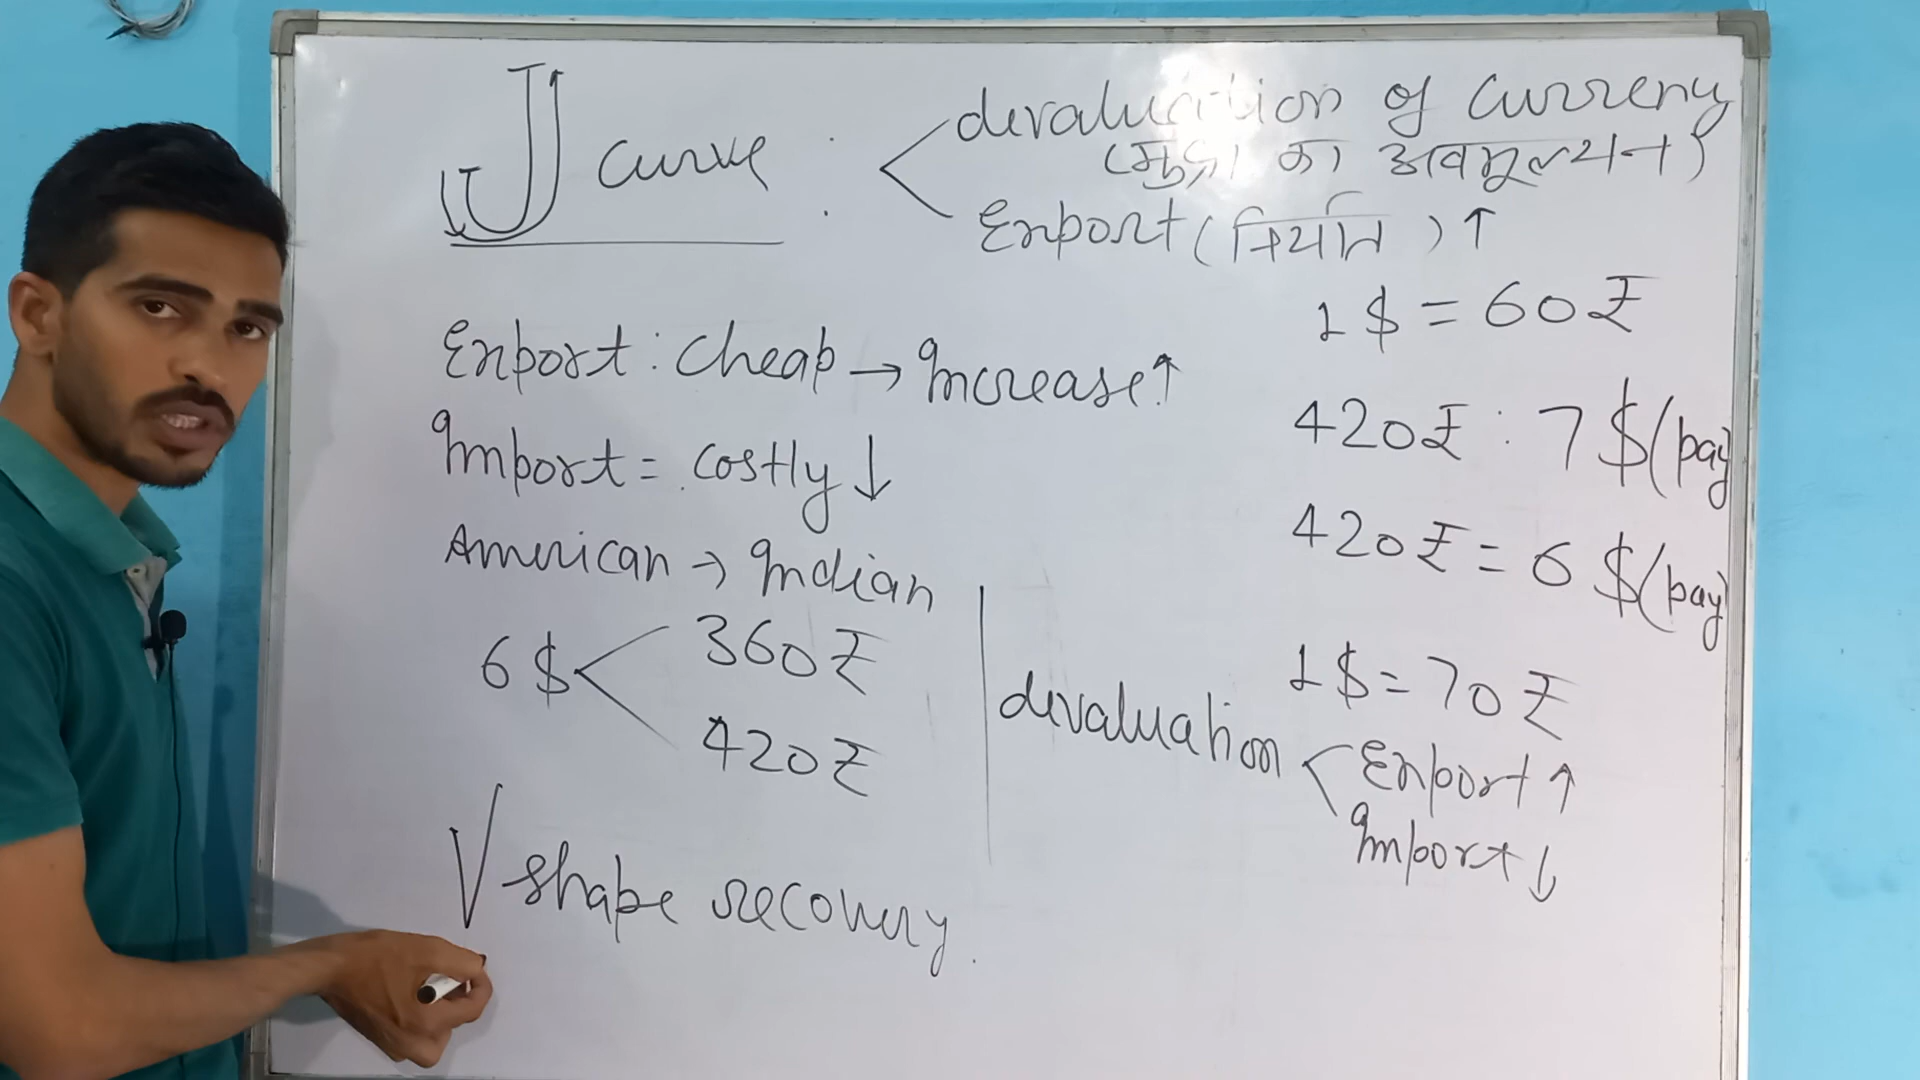 J curve :
devaluation of curreny
(मुद्रा का अवमूल्यन)
Export (निर्यात) ↑
1 $ = 60 ₹
Export : cheap → Increase ↑
420 ₹ : 7 $ (pay
Import = costly ↓
420 ₹ = 6 $ (pay)
American → Indian
6 $ < 360 ₹
420 ₹
1 $ = 70 ₹
devaluation < Export ↑
Import ↓
V shape recovery.